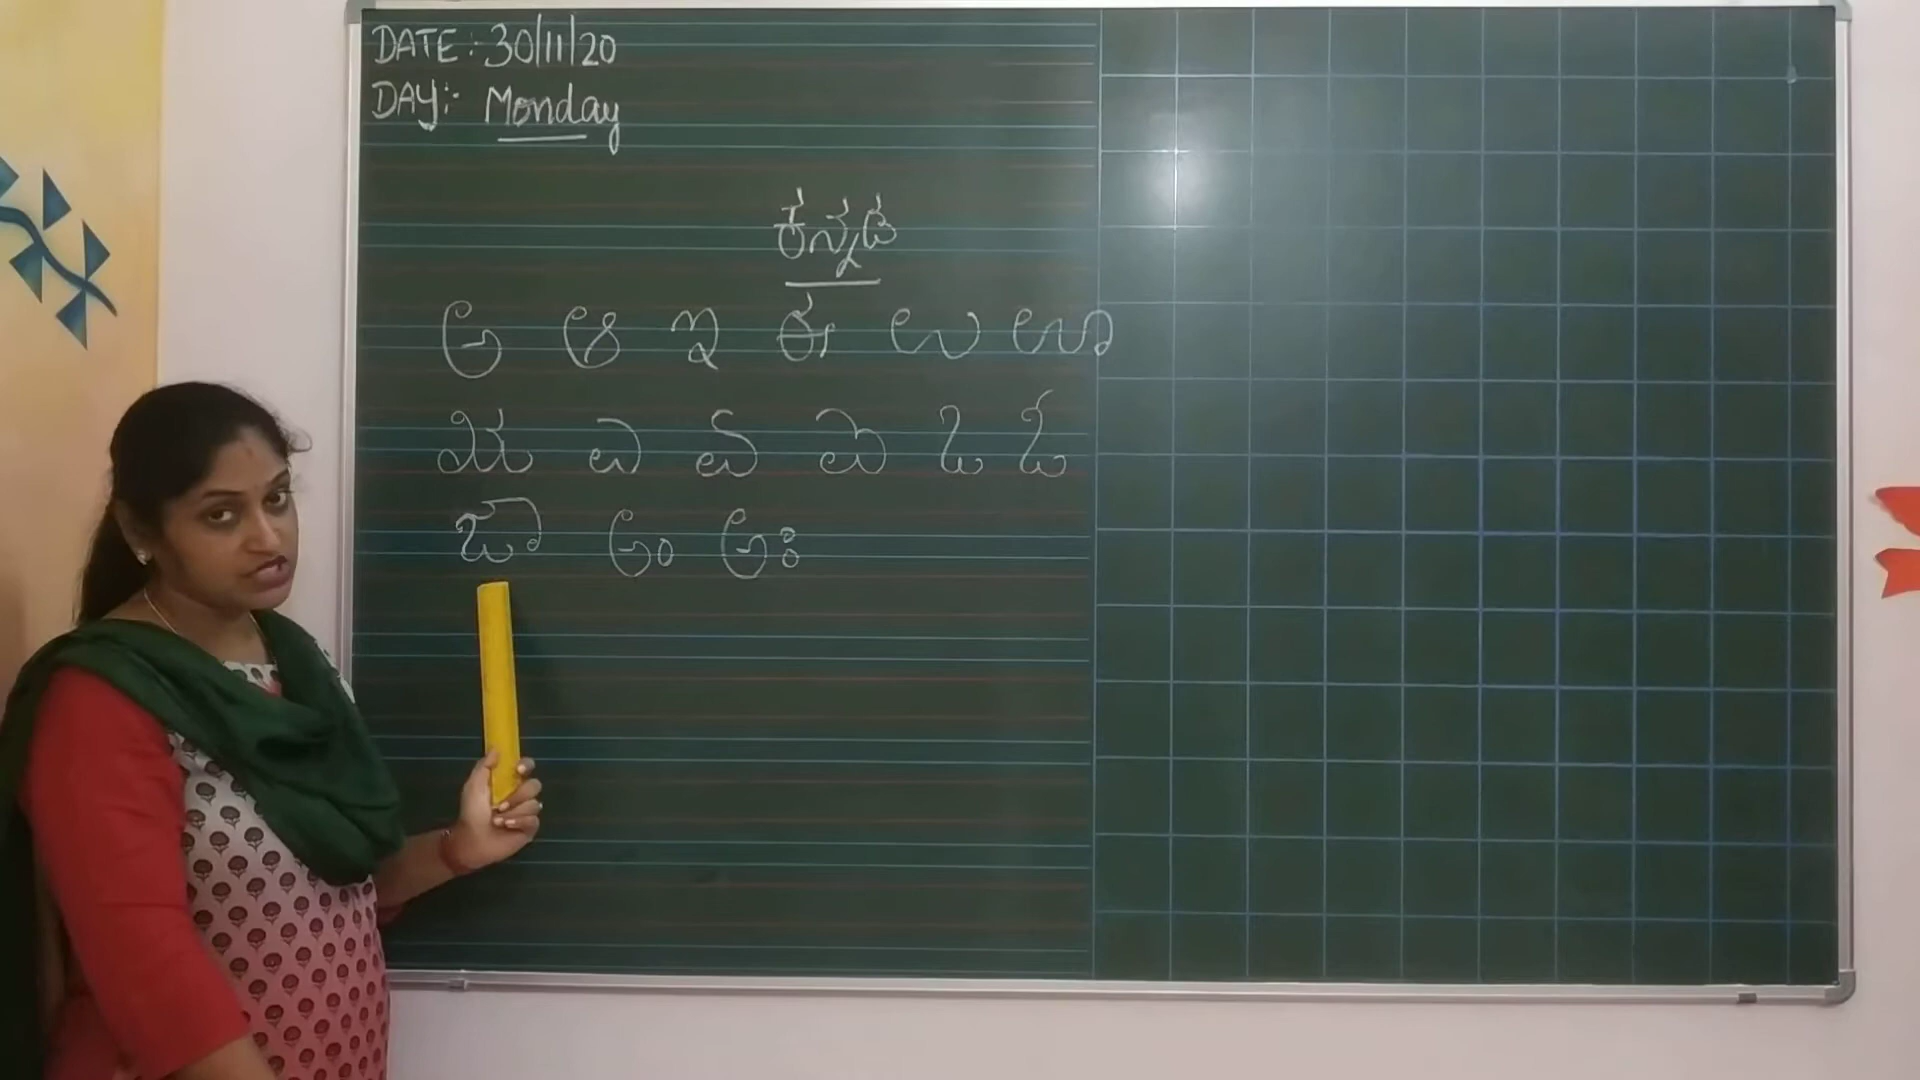 DATE:- 30/11/20
DAY:- Monday
ಕನ್ನಡ
ಅ ಆ ಇ ಈ ಉ ಊ
ಋ ಎ ಏ ಐ ಒ ಓ
ಔ ಅಂ ಅಃ